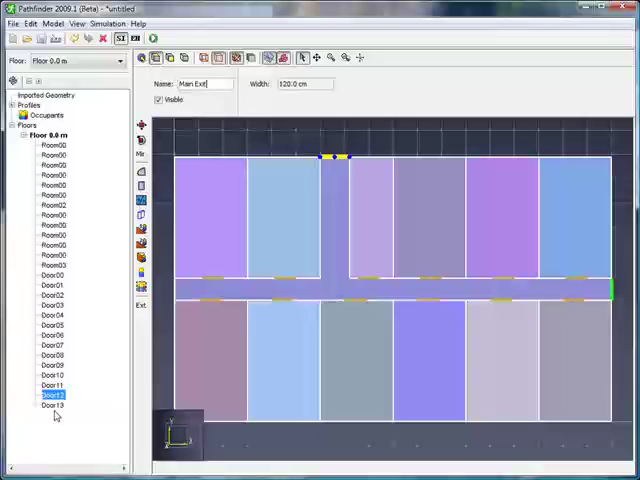 Pathfinder 2009.1 (Beta) - *untitled
File Edit Model View Simulation Help
SI EN
Floor: Floor 0.0 m
Name: Main Exit Width: 120.0 cm
Visible
Imported Geometry
Profiles
Occupants
Floors
Floor 0.0 m
Room00
Room00
Room00
Room00
Room00
Room00
Room02
Room00
Room00
Room00
Room00
Room00
Room03
Door00
Door01
Door02
Door03
Door04
Door05
Door06
Door07
Door08
Door09
Door10
Door11
Door12
Door13
Mir
Ext.
Y
X
Z